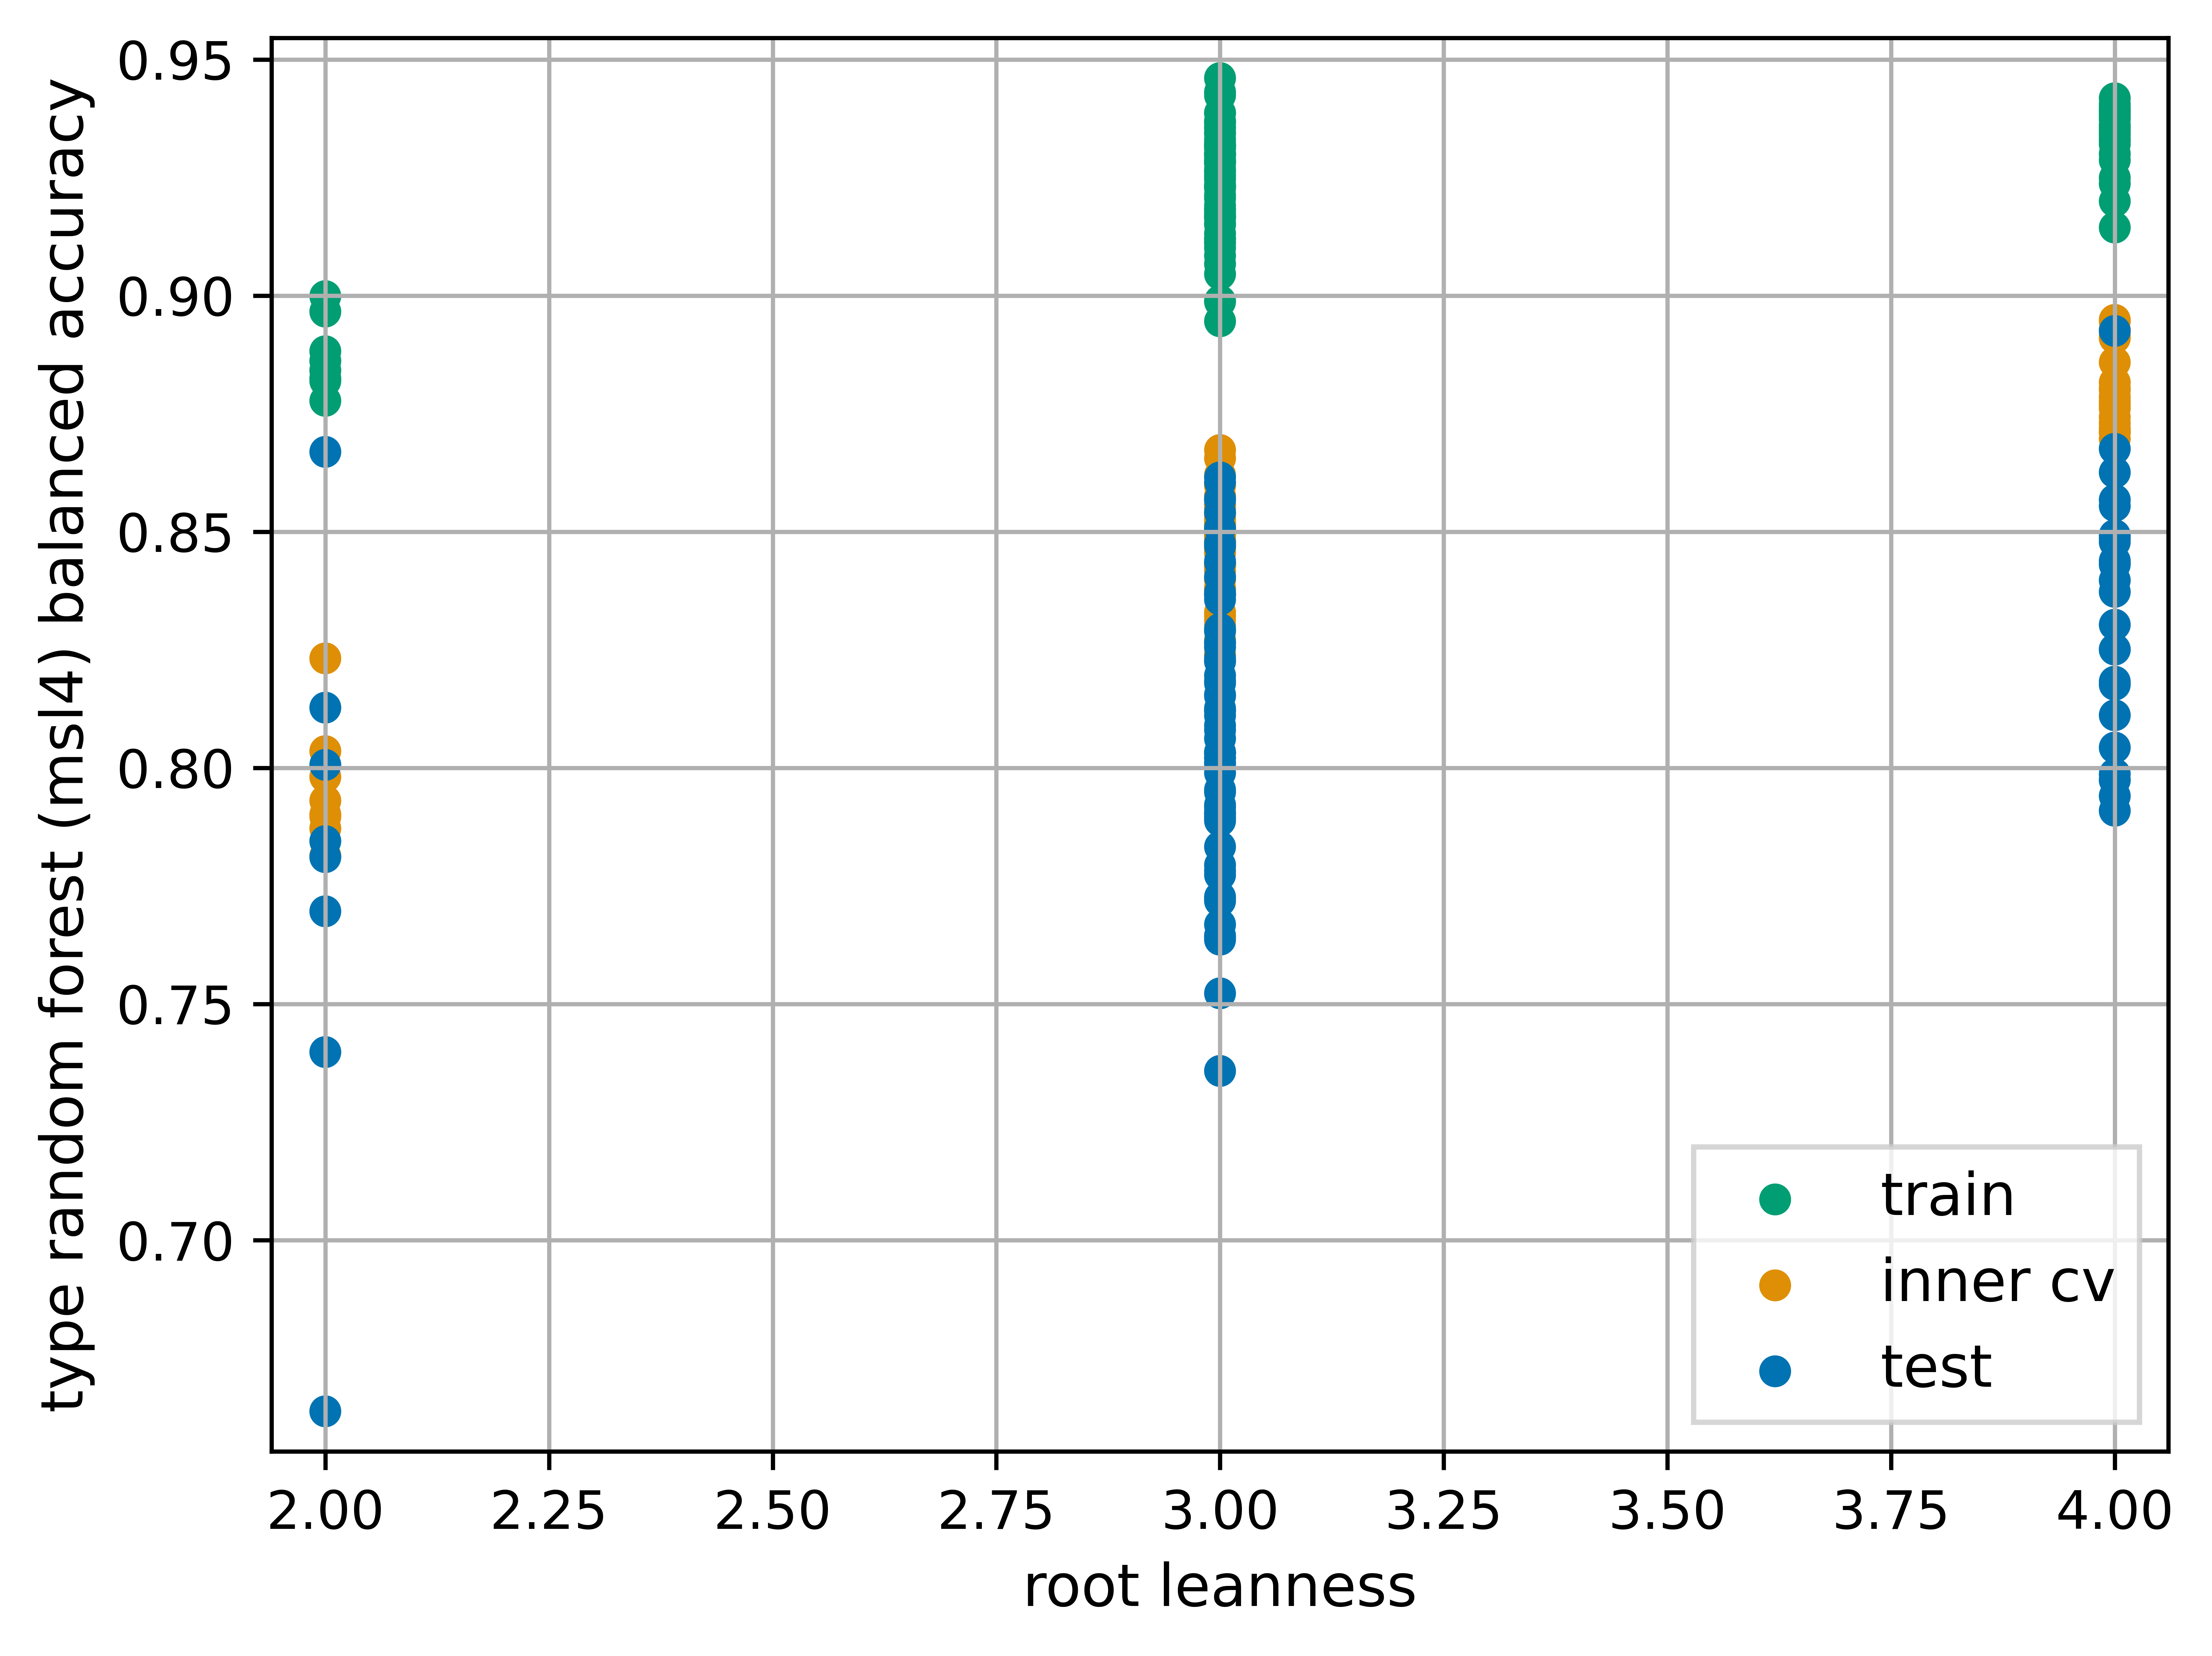 0.95
0.90
0.85
0.80
0.75
0.70
type random forest (msl4) balanced accuracy
train
inner cv
test
2.00 2.25 2.50 2.75 3.00 3.25 3.50 3.75 4.00
root leanness